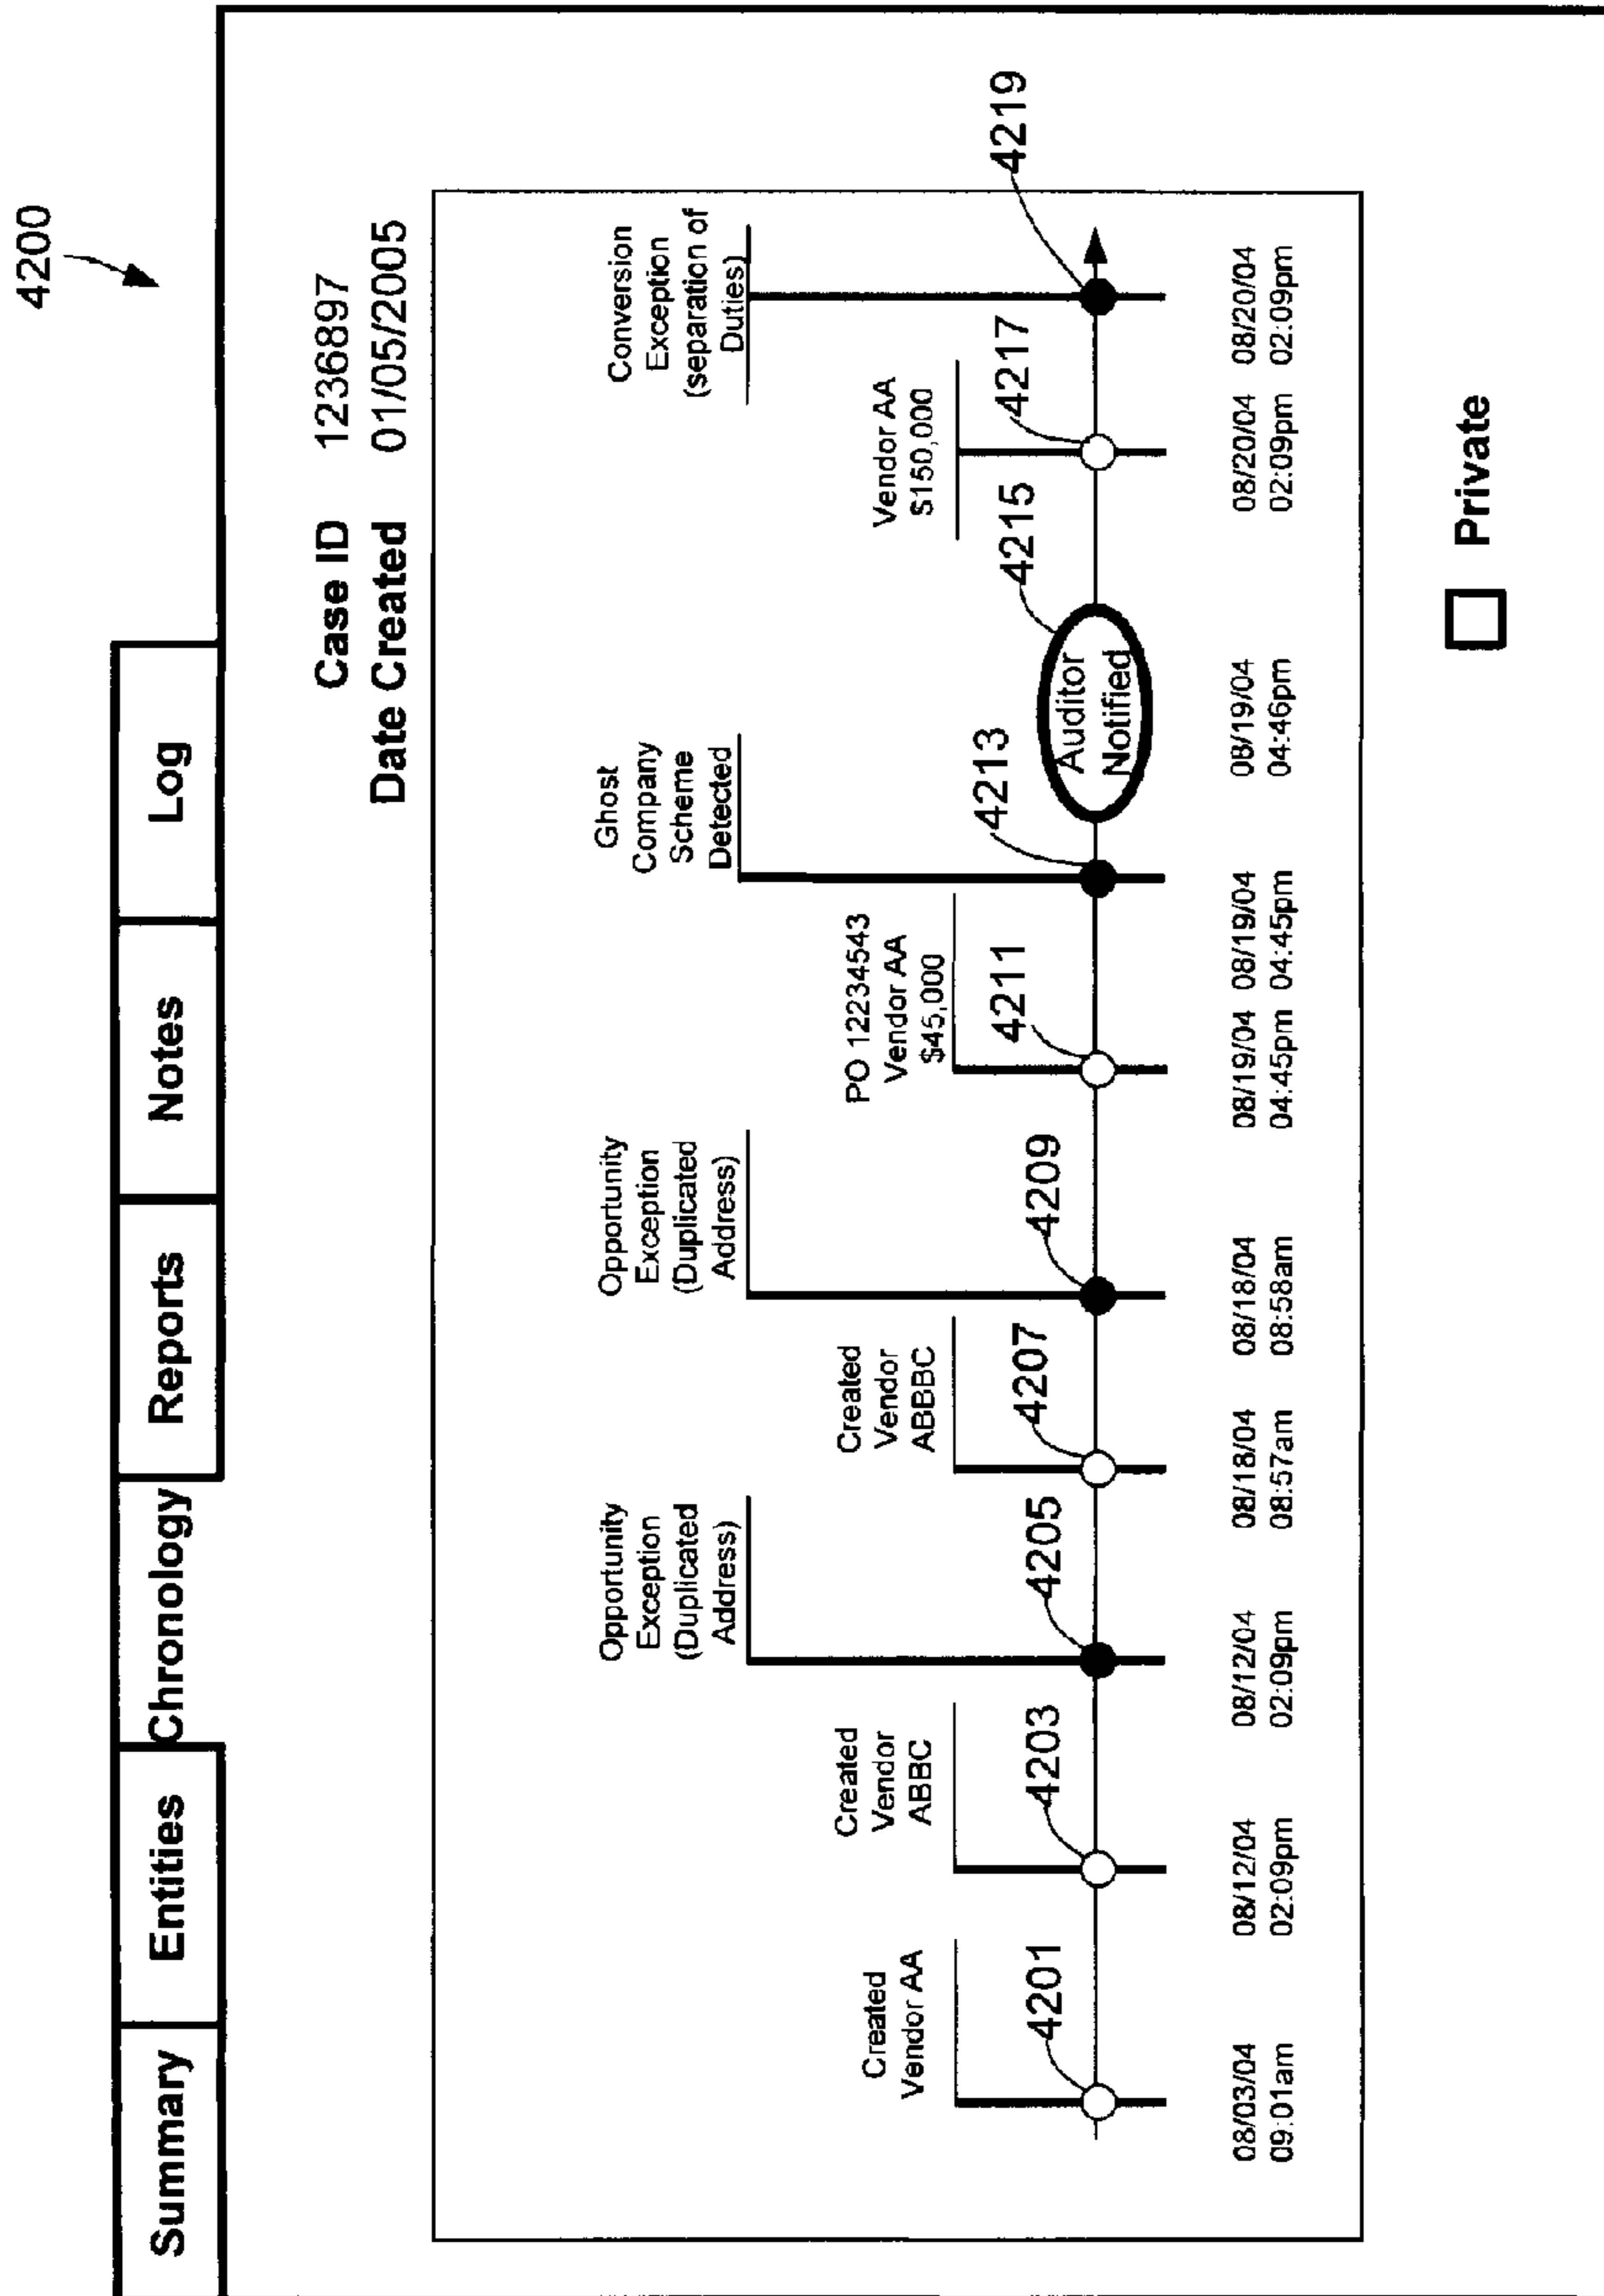 4200
Summary
Entities
Chronology
Reports
Notes
Log
Case ID 1236897
Date Created 01/05/2005
Created
Vendor AA
4201
08/03/04
09:01am
Created
Vendor
ABBC
4203
08/12/04
02:09pm
Opportunity
Exception
(Duplicated
Address)
4205
08/12/04
02:09pm
Created
Vendor
ABBBC
4207
08/18/04
08:57am
Opportunity
Exception
(Duplicated
Address)
4209
08/18/04
08:58am
PO 12234543
Vendor AA
$45,000
4211
08/19/04
04:45pm
Ghost
Company
Scheme
Detected
4213
08/19/04
04:45pm
Auditor
Notified
4215
08/19/04
04:46pm
Vendor AA
$150,000
4217
08/20/04
02:09pm
Conversion
Exception
(separation of
Duties)
4219
08/20/04
02:09pm
Private